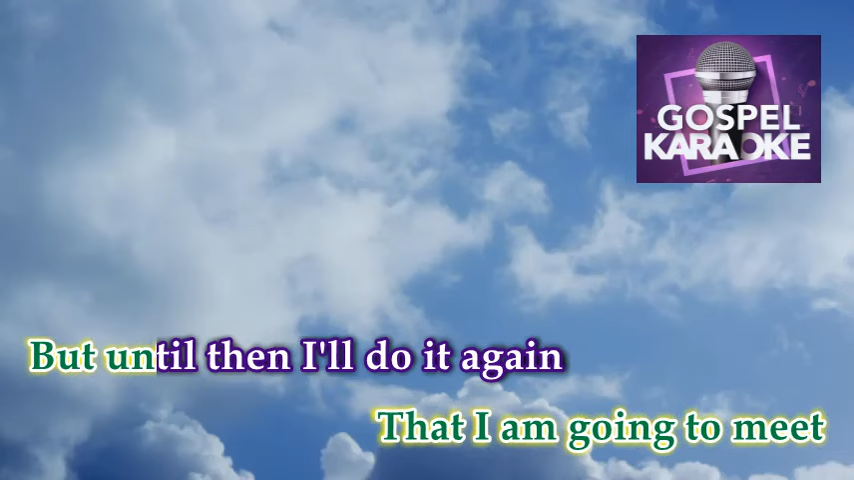 GOSPEL
KARAOKE
But until then I'll do it again
That I am going to meet